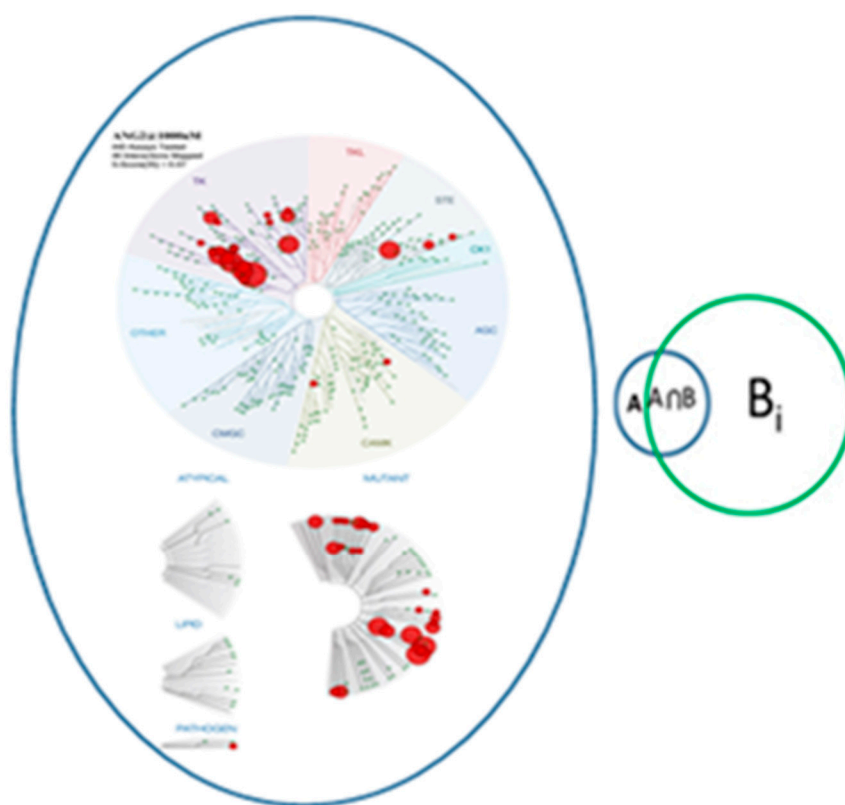 TK
TKL
STE
CK1
AGC
CAMK
CMGC
OTHER
ATYPICAL
MUTANT
LIPID
PATHOGEN
A A∩B
Bi